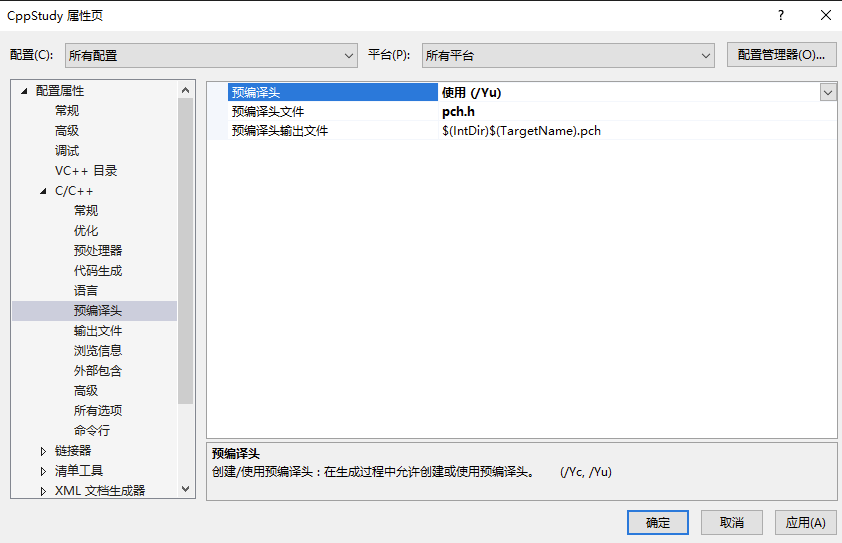 CppStudy 属性页
配置(C): 所有配置 平台(P): 所有平台 配置管理器(O)...
配置属性
常规
高级
调试
VC++ 目录
C/C++
常规
优化
预处理器
代码生成
语言
预编译头
输出文件
浏览信息
外部包含
高级
所有选项
命令行
链接器
清单工具
XML 文档生成器
预编译头 使用 (/Yu)
预编译头文件 pch.h
预编译头输出文件 $(IntDir)$(TargetName).pch
预编译头
创建/使用预编译头:在生成过程中允许创建或使用预编译头。 (/Yc, /Yu)
确定 取消 应用(A)